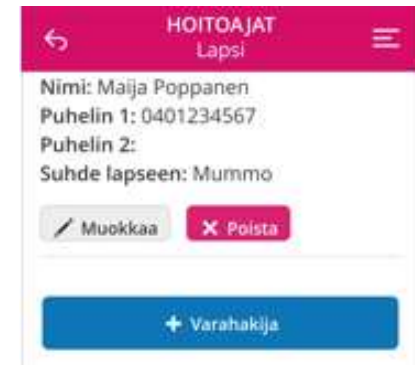 HOITOAJAT
Lapsi
Nimi: Maija Poppanen
Puhelin 1: 0401234567
Puhelin 2:
Suhde lapseen: Mummo
Muokkaa Poista
Varahakija